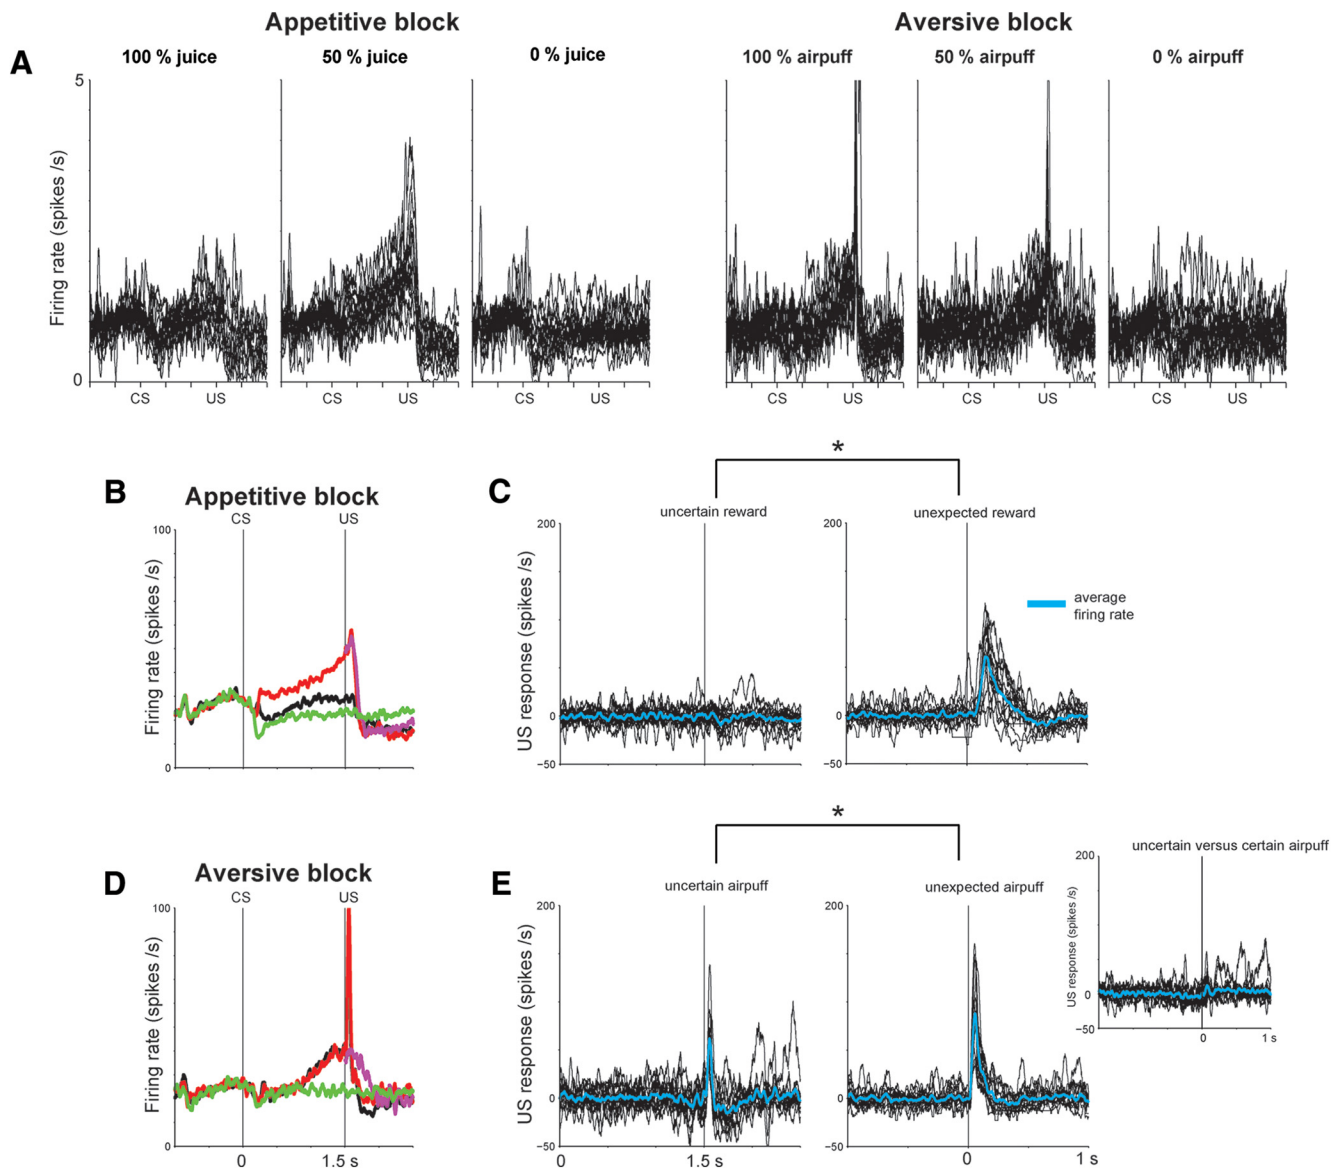 Appetitive block Aversive block
A 100 % juice 50 % juice 0 % juice 100 % airpuff 50 % airpuff 0 % airpuff
5
Firing rate (spikes /s)
0
CS US CS US CS US CS US CS US CS US
*
B Appetitive block
CS US
100
Firing rate (spikes /s)
0
C
uncertain reward unexpected reward
200 200
US response (spikes /s)
average
firing rate
0 0
−50 −50
*
D Aversive block
CS US
100
Firing rate (spikes /s)
0
0 1.5 s
E
uncertain airpuff unexpected airpuff
200 200
US response (spikes /s)
0 0
−50 −50
0 1.5 s 0 1 s
uncertain versus certain airpuff
200
US response (spikes /s)
0
−50
0 1 s